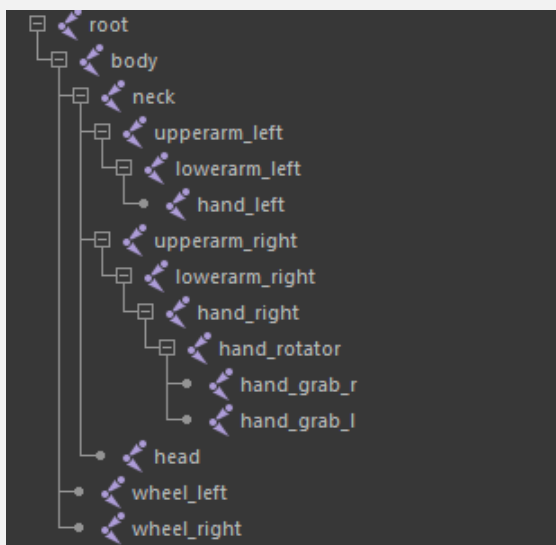 root
body
neck
upperarm_left
lowerarm_left
hand_left
upperarm_right
lowerarm_right
hand_right
hand_rotator
hand_grab_r
hand_grab_l
head
wheel_left
wheel_right